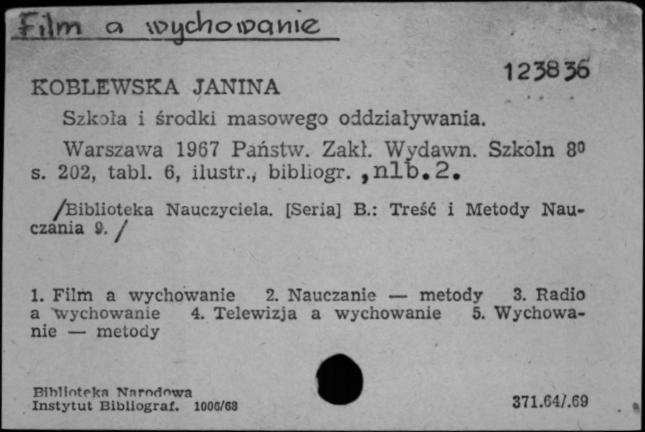 Film a wychowanie
123836
KOBLEWSKA JANINA
Szkoła i środki masowego oddziaływania.
Warszawa 1967 Państw. Zakł. Wydawn. Szkoln 8⁰
s. 202, tabl. 6, ilustr., bibliogr. ,nlb.2.
/Biblioteka Nauczyciela. [Seria] B.: Treść i Metody Nau-
czania 9. /
1. Film a wychowanie 2. Nauczanie — metody 3. Radio
a wychowanie 4. Telewizja a wychowanie 5. Wychowa-
nie — metody
Biblioteka Narodowa
Instytut Bibliograf. 1006/68
371.64/.69